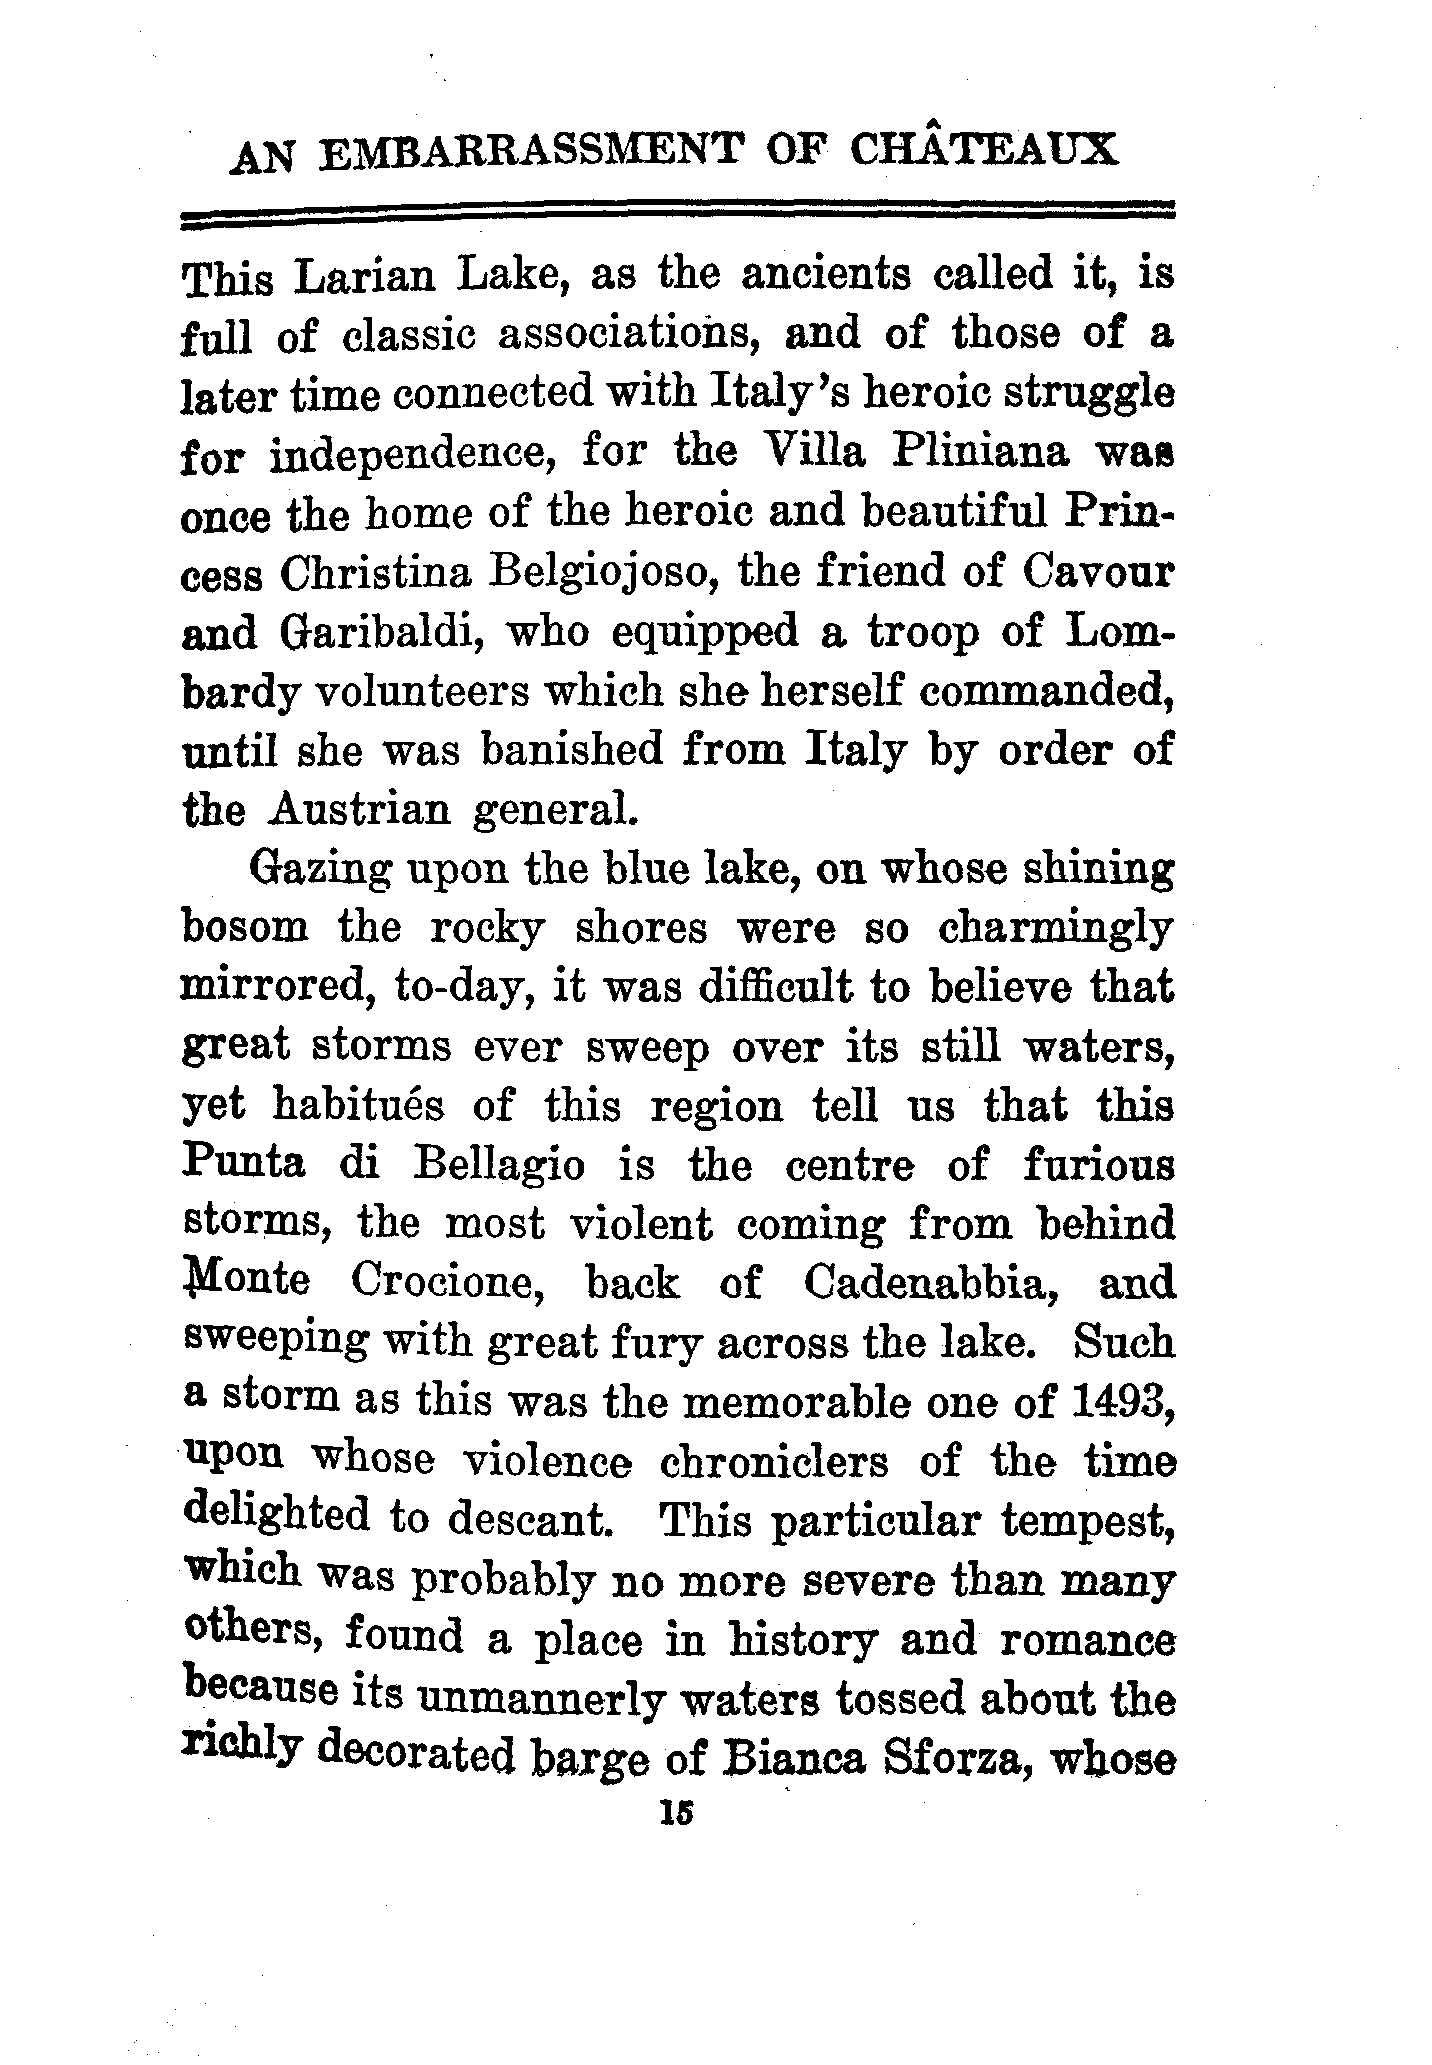 AN EMBARRASSMENT OF CHÂTEAUX
This Larian Lake, as the ancients called it, is
full of classic associations, and of those of a
later time connected with Italy's heroic struggle
for independence, for the Villa Pliniana was
once the home of the heroic and beautiful Prin-
cess Christina Belgiojoso, the friend of Cavour
and Garibaldi, who equipped a troop of Lom-
bardy volunteers which she herself commanded,
until she was banished from Italy by order of
the Austrian general.
Gazing upon the blue lake, on whose shining
bosom the rocky shores were so charmingly
mirrored, to-day, it was difficult to believe that
great storms ever sweep over its still waters,
yet habitués of this region tell us that this
Punta di Bellagio is the centre of furious
storms, the most violent coming from behind
Monte Crocione, back of Cadenabbia, and
sweeping with great fury across the lake. Such
a storm as this was the memorable one of 1493,
upon whose violence chroniclers of the time
delighted to descant. This particular tempest,
which was probably no more severe than many
others, found a place in history and romance
because its unmannerly waters tossed about the
richly decorated barge of Bianca Sforza, whose
15